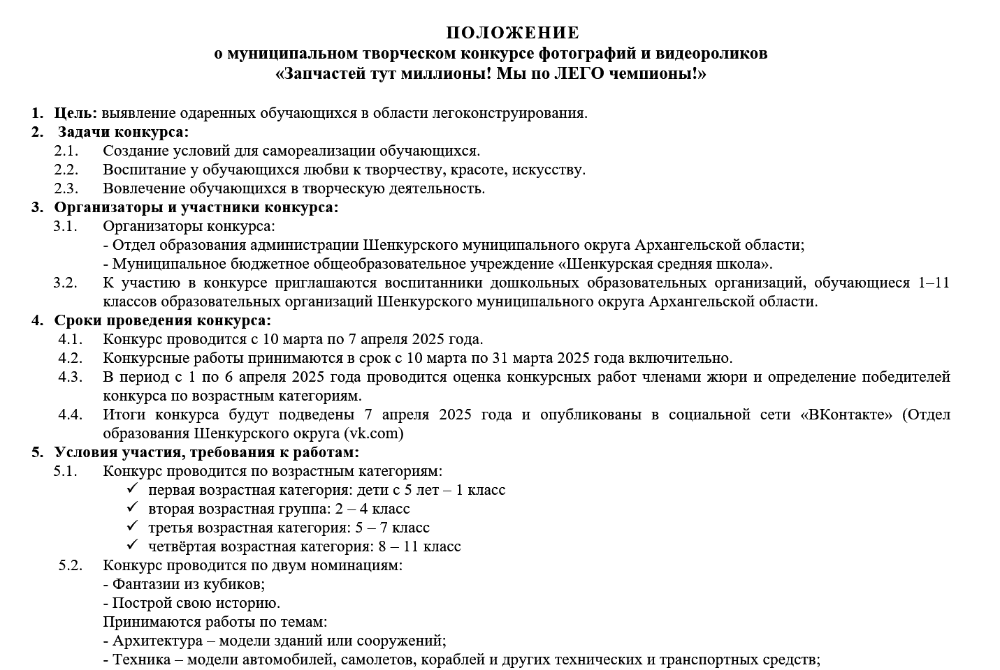 ПОЛОЖЕНИЕ
о муниципальном творческом конкурсе фотографий и видеороликов
«Запчастей тут миллионы! Мы по ЛЕГО чемпионы!»
1. Цель: выявление одаренных обучающихся в области легоконструирования.
2. Задачи конкурса:
2.1. Создание условий для самореализации обучающихся.
2.2. Воспитание у обучающихся любви к творчеству, красоте, искусству.
2.3. Вовлечение обучающихся в творческую деятельность.
3. Организаторы и участники конкурса:
3.1. Организаторы конкурса:
- Отдел образования администрации Шенкурского муниципального округа Архангельской области;
- Муниципальное бюджетное общеобразовательное учреждение «Шенкурская средняя школа».
3.2. К участию в конкурсе приглашаются воспитанники дошкольных образовательных организаций, обучающиеся 1–11
классов образовательных организаций Шенкурского муниципального округа Архангельской области.
4. Сроки проведения конкурса:
4.1. Конкурс проводится с 10 марта по 7 апреля 2025 года.
4.2. Конкурсные работы принимаются в срок с 10 марта по 31 марта 2025 года включительно.
4.3. В период с 1 по 6 апреля 2025 года проводится оценка конкурсных работ членами жюри и определение победителей
конкурса по возрастным категориям.
4.4. Итоги конкурса будут подведены 7 апреля 2025 года и опубликованы в социальной сети «ВКонтакте» (Отдел
образования Шенкурского округа (vk.com)
5. Условия участия, требования к работам:
5.1. Конкурс проводится по возрастным категориям:
✓ первая возрастная категория: дети с 5 лет – 1 класс
✓ вторая возрастная группа: 2 – 4 класс
✓ третья возрастная категория: 5 – 7 класс
✓ четвёртая возрастная категория: 8 – 11 класс
5.2. Конкурс проводится по двум номинациям:
- Фантазии из кубиков;
- Построй свою историю.
Принимаются работы по темам:
- Архитектура – модели зданий или сооружений;
- Техника – модели автомобилей, самолетов, кораблей и других технических и транспортных средств;